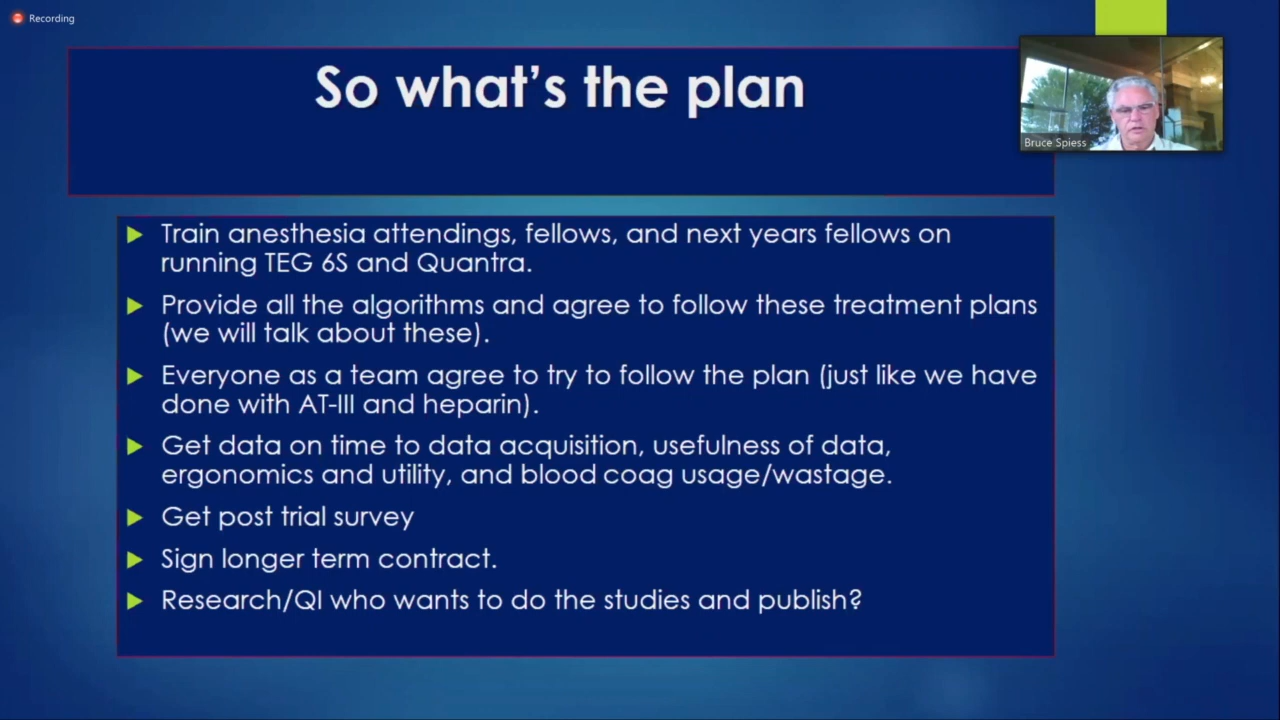 Recording
So what's the plan
Bruce Spiess
Train anesthesia attendings, fellows, and next years fellows on
running TEG 6S and Quantra.
Provide all the algorithms and agree to follow these treatment plans
(we will talk about these).
Everyone as a team agree to try to follow the plan (just like we have
done with AT-III and heparin).
Get data on time to data acquisition, usefulness of data,
ergonomics and utility, and blood coag usage/wastage.
Get post trial survey
Sign longer term contract.
Research/QI who wants to do the studies and publish?